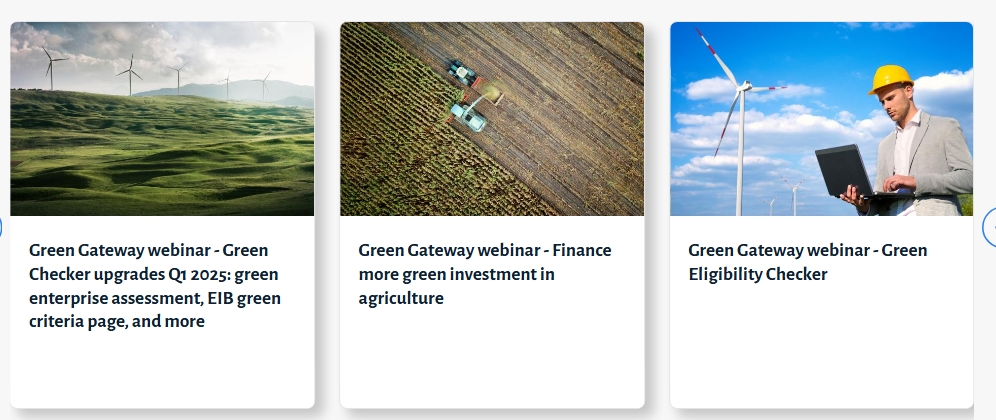 Green Gateway webinar - Green
Checker upgrades Q1 2025: green
enterprise assessment, EIB green
criteria page, and more
Green Gateway webinar - Finance
more green investment in
agriculture
Green Gateway webinar - Green
Eligibility Checker